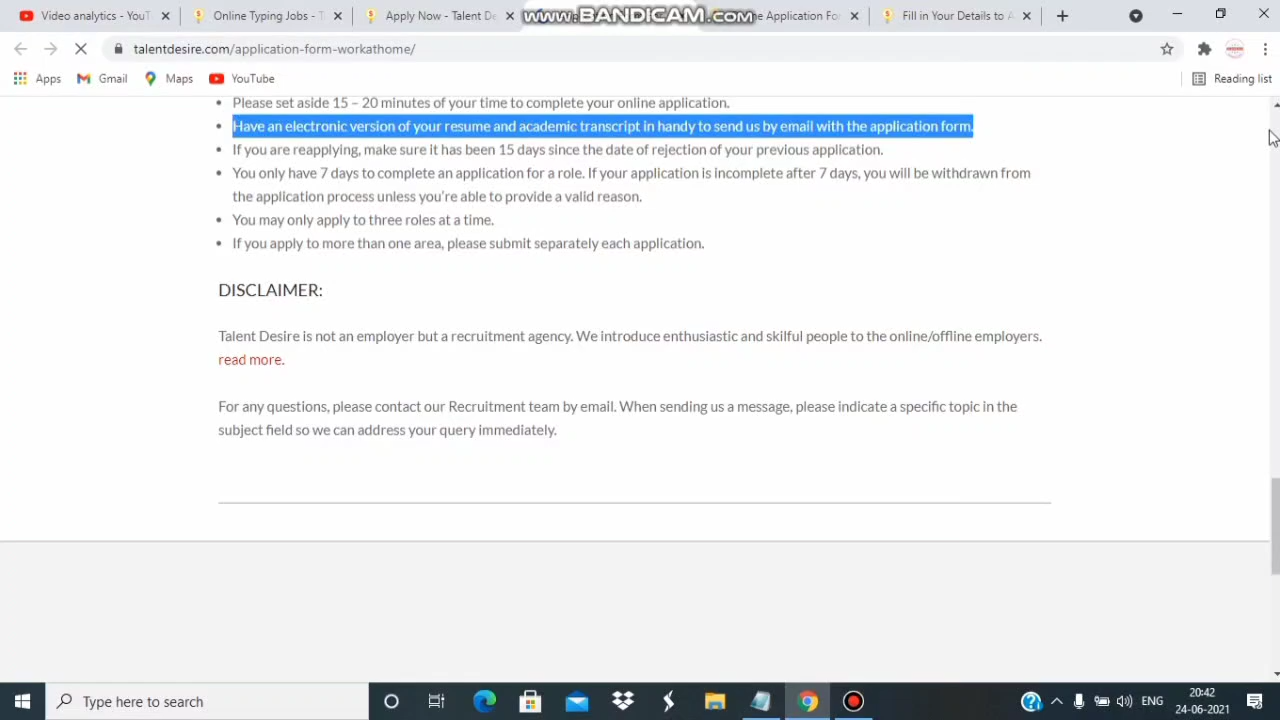 Video analytics - YouT
Online Typing Jobs - T
Apply Now - Talent De
www.BANDICAM.com
e Application Fo
Fill in Your Details to A
talentdesire.com/application-form-workathome/
Apps
Gmail
Maps
YouTube
Reading list
Please set aside 15 – 20 minutes of your time to complete your online application.
Have an electronic version of your resume and academic transcript in handy to send us by email with the application form.
If you are reapplying, make sure it has been 15 days since the date of rejection of your previous application.
You only have 7 days to complete an application for a role. If your application is incomplete after 7 days, you will be withdrawn from
the application process unless you're able to provide a valid reason.
You may only apply to three roles at a time.
If you apply to more than one area, please submit separately each application.
DISCLAIMER:
Talent Desire is not an employer but a recruitment agency. We introduce enthusiastic and skilful people to the online/offline employers.
read more.
For any questions, please contact our Recruitment team by email. When sending us a message, please indicate a specific topic in the
subject field so we can address your query immediately.
Type here to search
ENG
20:42
24-06-2021